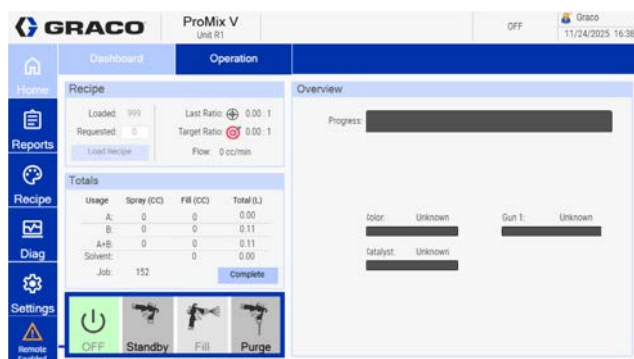 GRACO
ProMix V
Unit R1
OFF
Graco
11/24/2025 16:38
Home
Reports
Recipe
Diag
Settings
Remote
Enabled
Dashboard
Operation
Recipe
Loaded: 999
Last Ratio: 0.00 : 1
Requested: 0
Target Ratio: 0.00 : 1
Load Recipe
Flow: 0 cc/min
Totals
Usage Spray (CC) Fill (CC) Total (L)
A: 0 0 0.00
B: 0 0 0.11
A+B: 0 0 0.11
Solvent: 0 0.00
Job: 152
Complete
OFF
Standby
Fill
Purge
Overview
Progress:
Color: Unknown
Gun 1: Unknown
Catalyst: Unknown